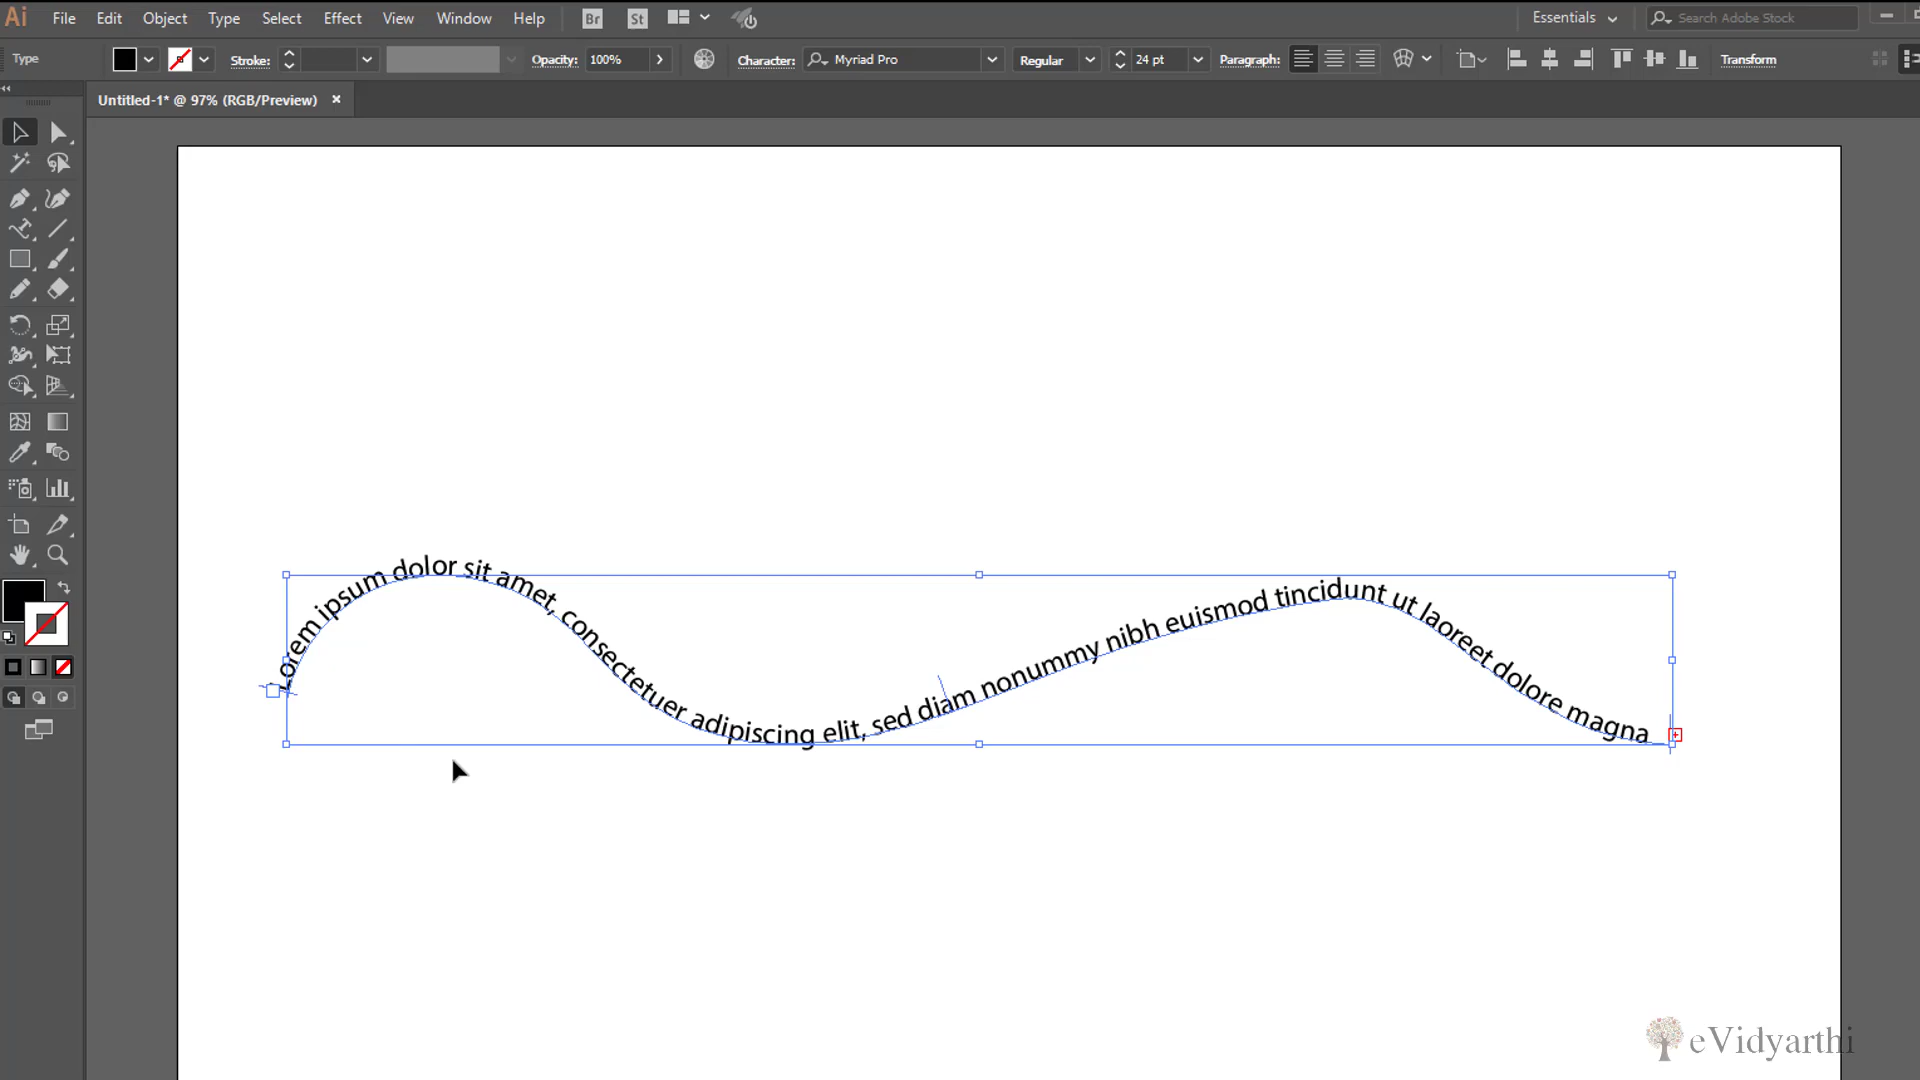 Ai File Edit Object Type Select Effect View Window Help Br St Essentials Search Adobe Stock
Type Stroke: Opacity: 100% Character: Myriad Pro Regular 24 pt Paragraph: Transform
Untitled-1* @ 97% (RGB/Preview) ×
Lorem ipsum dolor sit amet, consectetuer adipiscing elit, sed diam nonummy nibh euismod tincidunt ut laoreet dolore magna
eVidyarthi